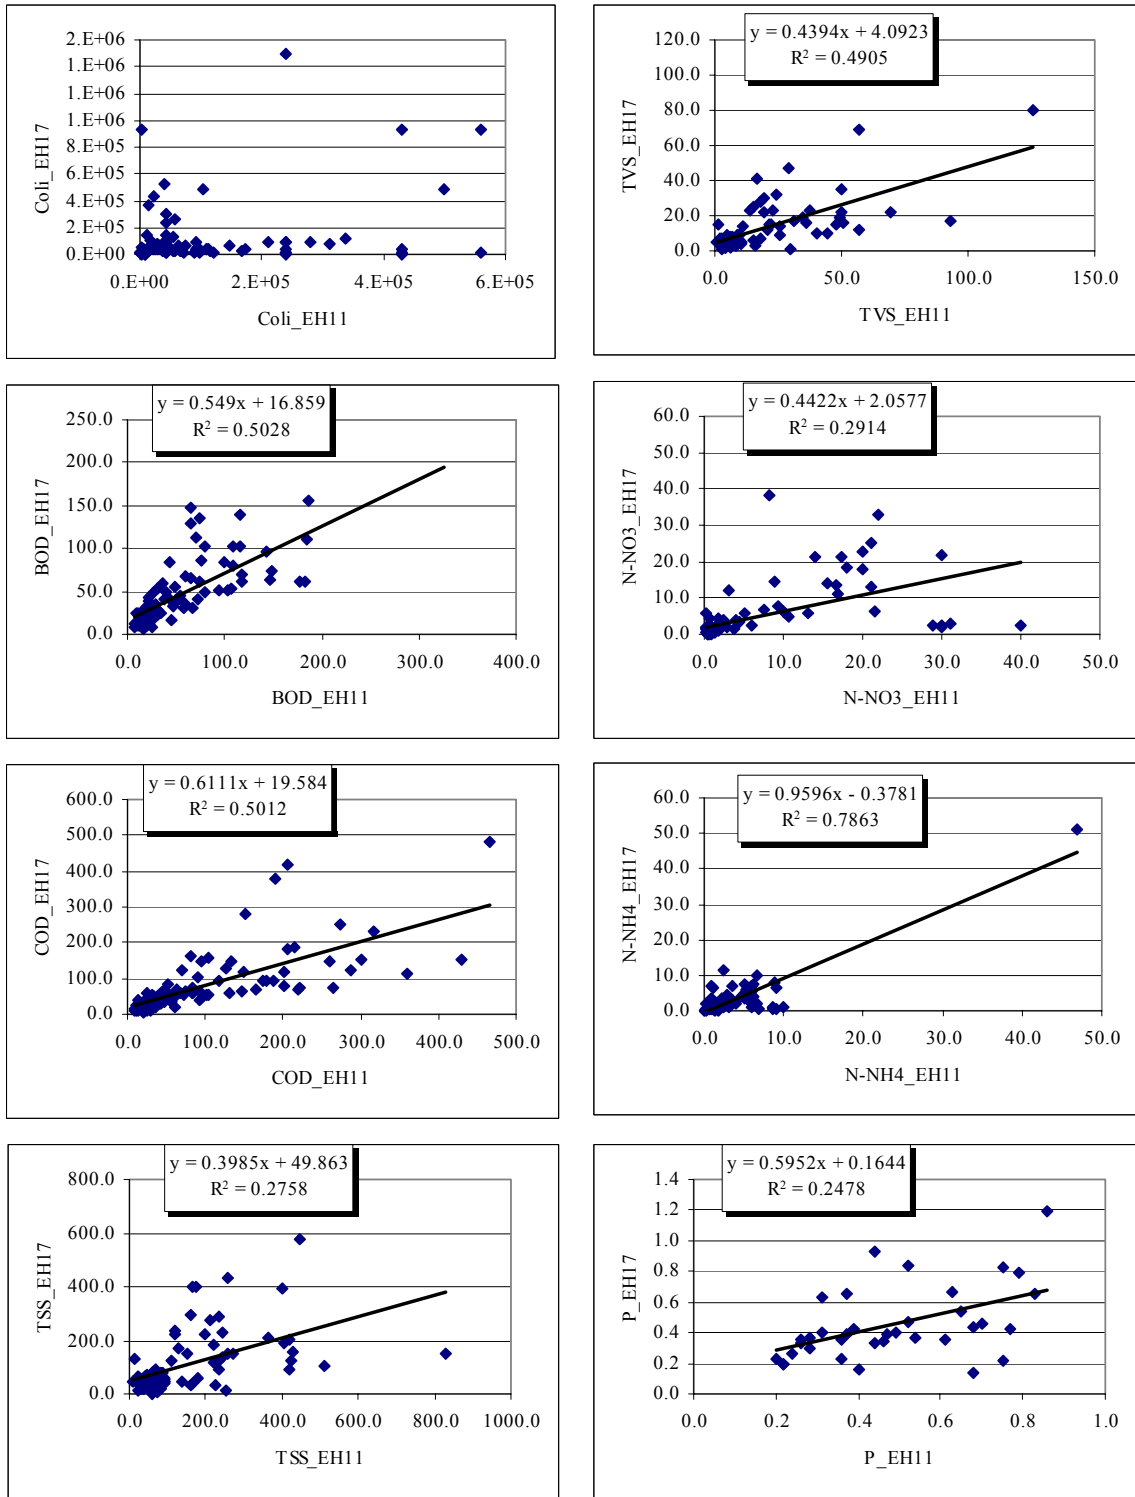 2.E+06
1.E+06
1.E+06
1.E+06
8.E+05
6.E+05
4.E+05
2.E+05
0.E+00
Coli_EH17
0.E+00 2.E+05 4.E+05 6.E+05
Coli_EH11
y = 0.4394x + 4.0923
R² = 0.4905
120.0
100.0
80.0
60.0
40.0
20.0
0.0
TVS_EH17
0.0 50.0 100.0 150.0
TVS_EH11
y = 0.549x + 16.859
R² = 0.5028
250.0
200.0
150.0
100.0
50.0
0.0
BOD_EH17
0.0 100.0 200.0 300.0 400.0
BOD_EH11
y = 0.4422x + 2.0577
R² = 0.2914
60.0
50.0
40.0
30.0
20.0
10.0
0.0
N-NO3_EH17
0.0 10.0 20.0 30.0 40.0 50.0
N-NO3_EH11
y = 0.6111x + 19.584
R² = 0.5012
600.0
500.0
400.0
300.0
200.0
100.0
0.0
COD_EH17
0.0 100.0 200.0 300.0 400.0 500.0
COD_EH11
y = 0.9596x - 0.3781
R² = 0.7863
60.0
50.0
40.0
30.0
20.0
10.0
0.0
N-NH4_EH17
0.0 10.0 20.0 30.0 40.0 50.0
N-NH4_EH11
y = 0.3985x + 49.863
R² = 0.2758
800.0
600.0
400.0
200.0
0.0
TSS_EH17
0.0 200.0 400.0 600.0 800.0 1000.0
TSS_EH11
y = 0.5952x + 0.1644
R² = 0.2478
1.4
1.2
1.0
0.8
0.6
0.4
0.2
0.0
P_EH17
0.0 0.2 0.4 0.6 0.8 1.0
P_EH11